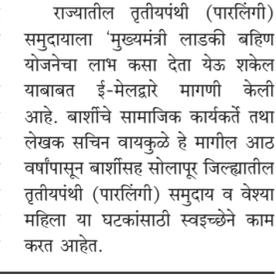 राज्यातील तृतीयपंथी (पारलिंगी)
समुदायाला 'मुख्यमंत्री लाडकी बहिण
योजनेचा लाभ कसा देता येऊ शकेल
याबाबत ई-मेलद्वारे मागणी केली
आहे. बार्शीचे सामाजिक कार्यकर्ते तथा
लेखक सचिन वायकुळे हे मागील आठ
वर्षांपासून बार्शीसह सोलापूर जिल्ह्यातील
तृतीयपंथी (पारलिंगी) समुदाय व वेश्या
महिला या घटकांसाठी स्वइच्छेने काम
करत आहेत.